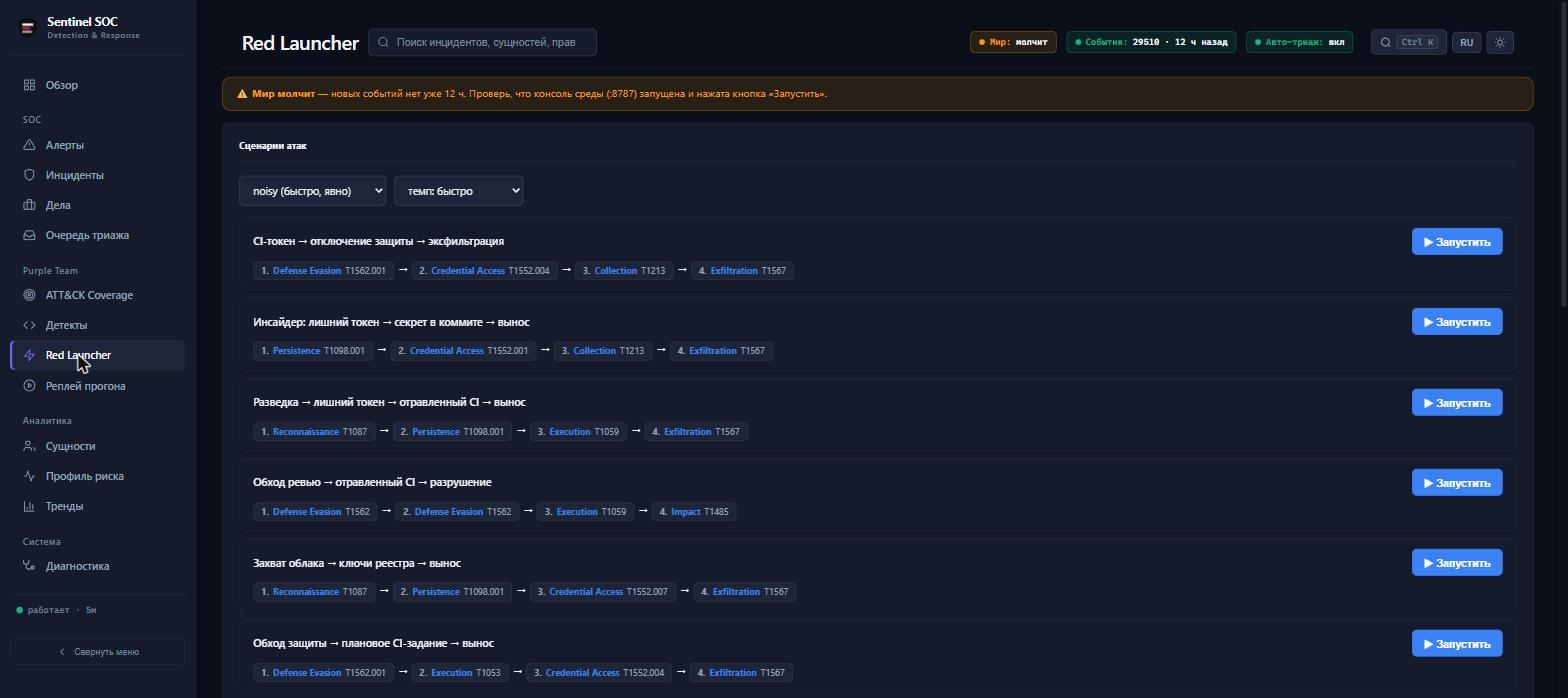 Sentinel SOC
Detection & Response
Обзор
SOC
Алерты
Инциденты
Дела
Очередь триажа
Purple Team
ATT&CK Coverage
Детекты
Red Launcher
Реплей прогона
Аналитика
Сущности
Профиль риска
Тренды
Система
Диагностика
работает · 5м
Свернуть меню
Red Launcher
Поиск инцидентов, сущностей, прав
Мир: молчит
События: 29510 · 12 ч назад
Авто-триаж: вкл
Ctrl K
RU
Мир молчит — новых событий нет уже 12 ч. Проверь, что консоль среды (:8787) запущена и нажата кнопка «Запустить».
Сценарии атак
noisy (быстро, явно)
темп: быстро
CI-токен → отключение защиты → эксфильтрация
▶ Запустить
1. Defense Evasion T1562.001 → 2. Credential Access T1552.004 → 3. Collection T1213 → 4. Exfiltration T1567
Инсайдер: лишний токен → секрет в коммите → вынос
▶ Запустить
1. Persistence T1098.001 → 2. Credential Access T1552.001 → 3. Collection T1213 → 4. Exfiltration T1567
Разведка → лишний токен → отравленный CI → вынос
▶ Запустить
1. Reconnaissance T1087 → 2. Persistence T1098.001 → 3. Execution T1059 → 4. Exfiltration T1567
Обход ревью → отравленный CI → разрушение
▶ Запустить
1. Defense Evasion T1562 → 2. Defense Evasion T1562 → 3. Execution T1059 → 4. Impact T1485
Захват облака → ключи реестра → вынос
▶ Запустить
1. Reconnaissance T1087 → 2. Persistence T1098.001 → 3. Credential Access T1552.007 → 4. Exfiltration T1567
Обход защиты → плановое CI-задание → вынос
▶ Запустить
1. Defense Evasion T1562.001 → 2. Execution T1053 → 3. Credential Access T1552.004 → 4. Exfiltration T1567